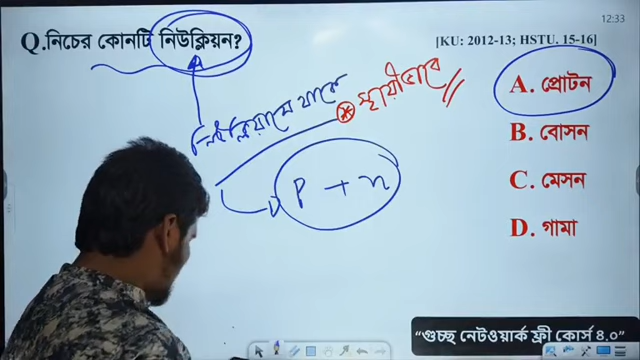 12:33
Q.নিচের কোনটি নিউক্লিয়ন?
[KU: 2012-13; HSTU. 15-16]
A. প্রোটন
নিউক্লিয়াসে থাকে
স্থায়ীভাবে
B. বোসন
P + n
C. মেসন
D. গামা
“গুচ্ছ নেটওয়ার্ক ফ্রী কোর্স ৪.০”